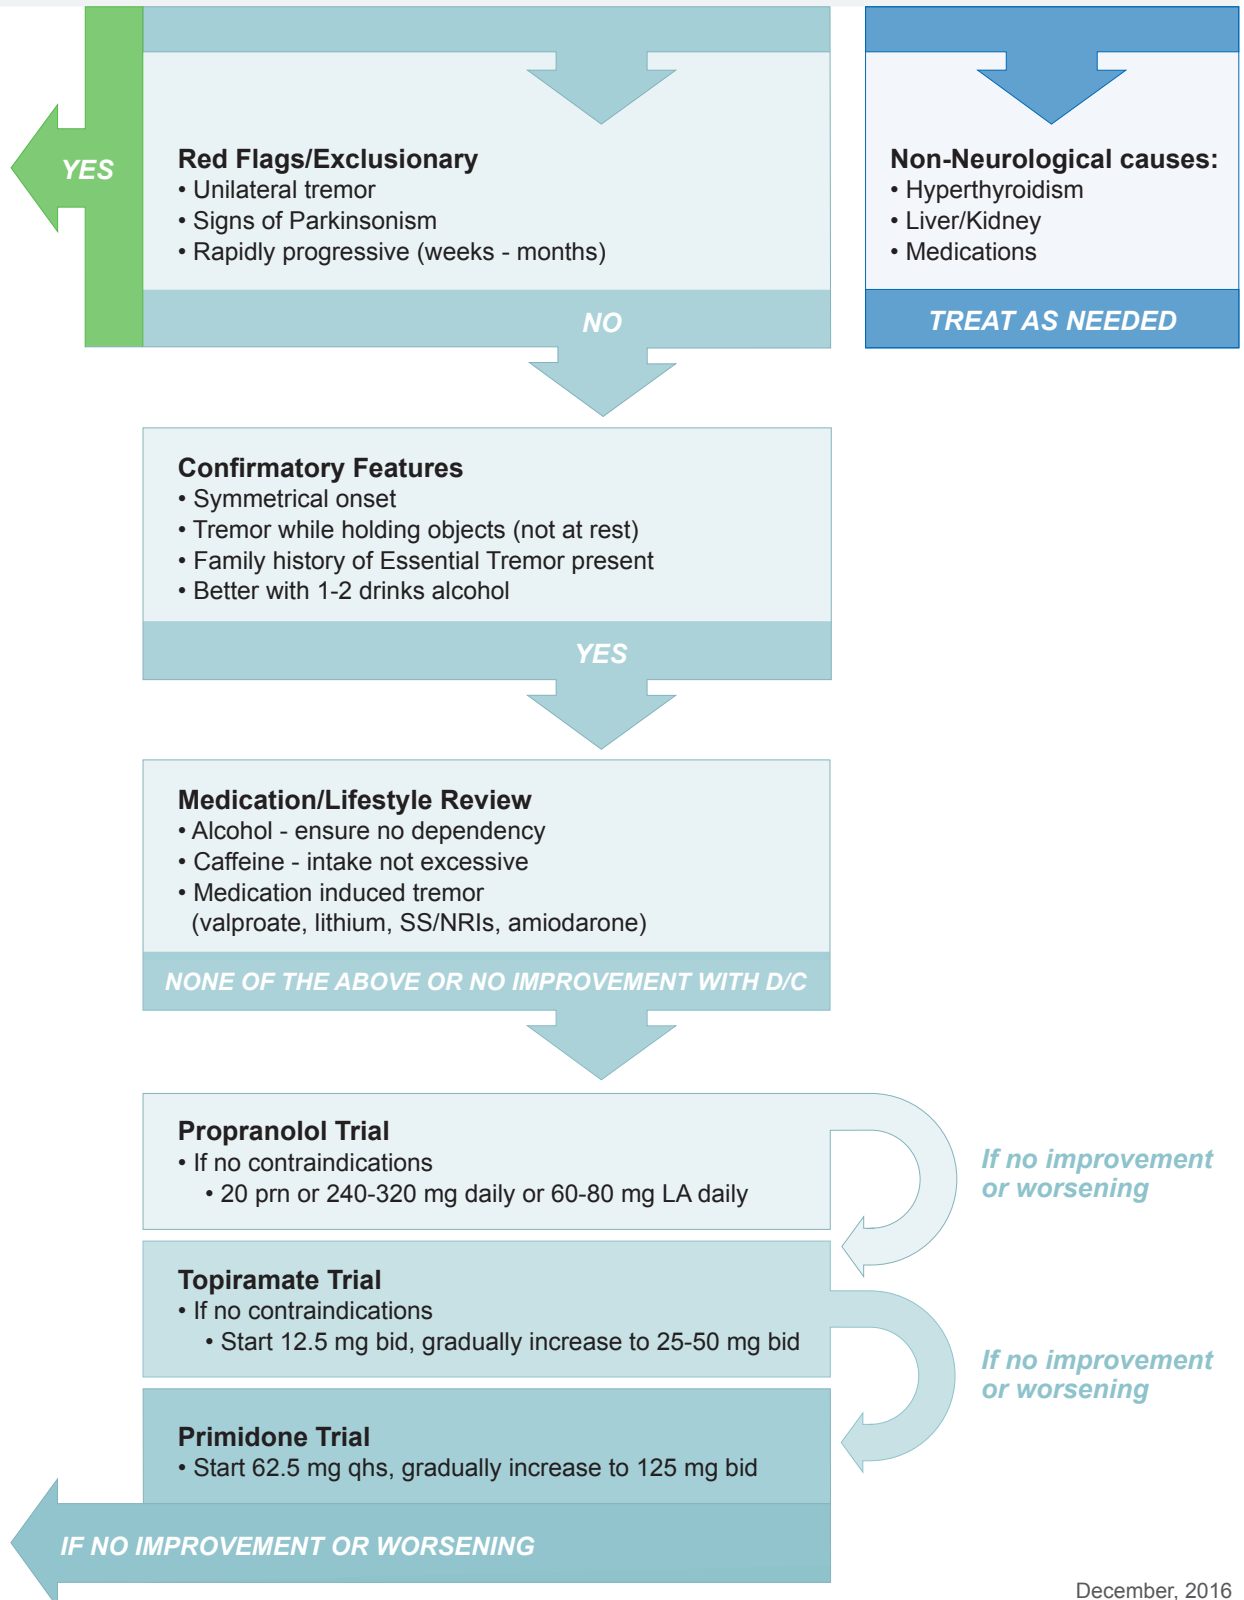 YES
Red Flags/Exclusionary
• Unilateral tremor
• Signs of Parkinsonism
• Rapidly progressive (weeks - months)
NO
Non-Neurological causes:
• Hyperthyroidism
• Liver/Kidney
• Medications
TREAT AS NEEDED
Confirmatory Features
• Symmetrical onset
• Tremor while holding objects (not at rest)
• Family history of Essential Tremor present
• Better with 1-2 drinks alcohol
YES
Medication/Lifestyle Review
• Alcohol - ensure no dependency
• Caffeine - intake not excessive
• Medication induced tremor
(valproate, lithium, SS/NRIs, amiodarone)
NONE OF THE ABOVE OR NO IMPROVEMENT WITH D/C
Propranolol Trial
• If no contraindications
• 20 prn or 240-320 mg daily or 60-80 mg LA daily
If no improvement
or worsening
Topiramate Trial
• If no contraindications
• Start 12.5 mg bid, gradually increase to 25-50 mg bid
If no improvement
or worsening
Primidone Trial
• Start 62.5 mg qhs, gradually increase to 125 mg bid
IF NO IMPROVEMENT OR WORSENING
December, 2016